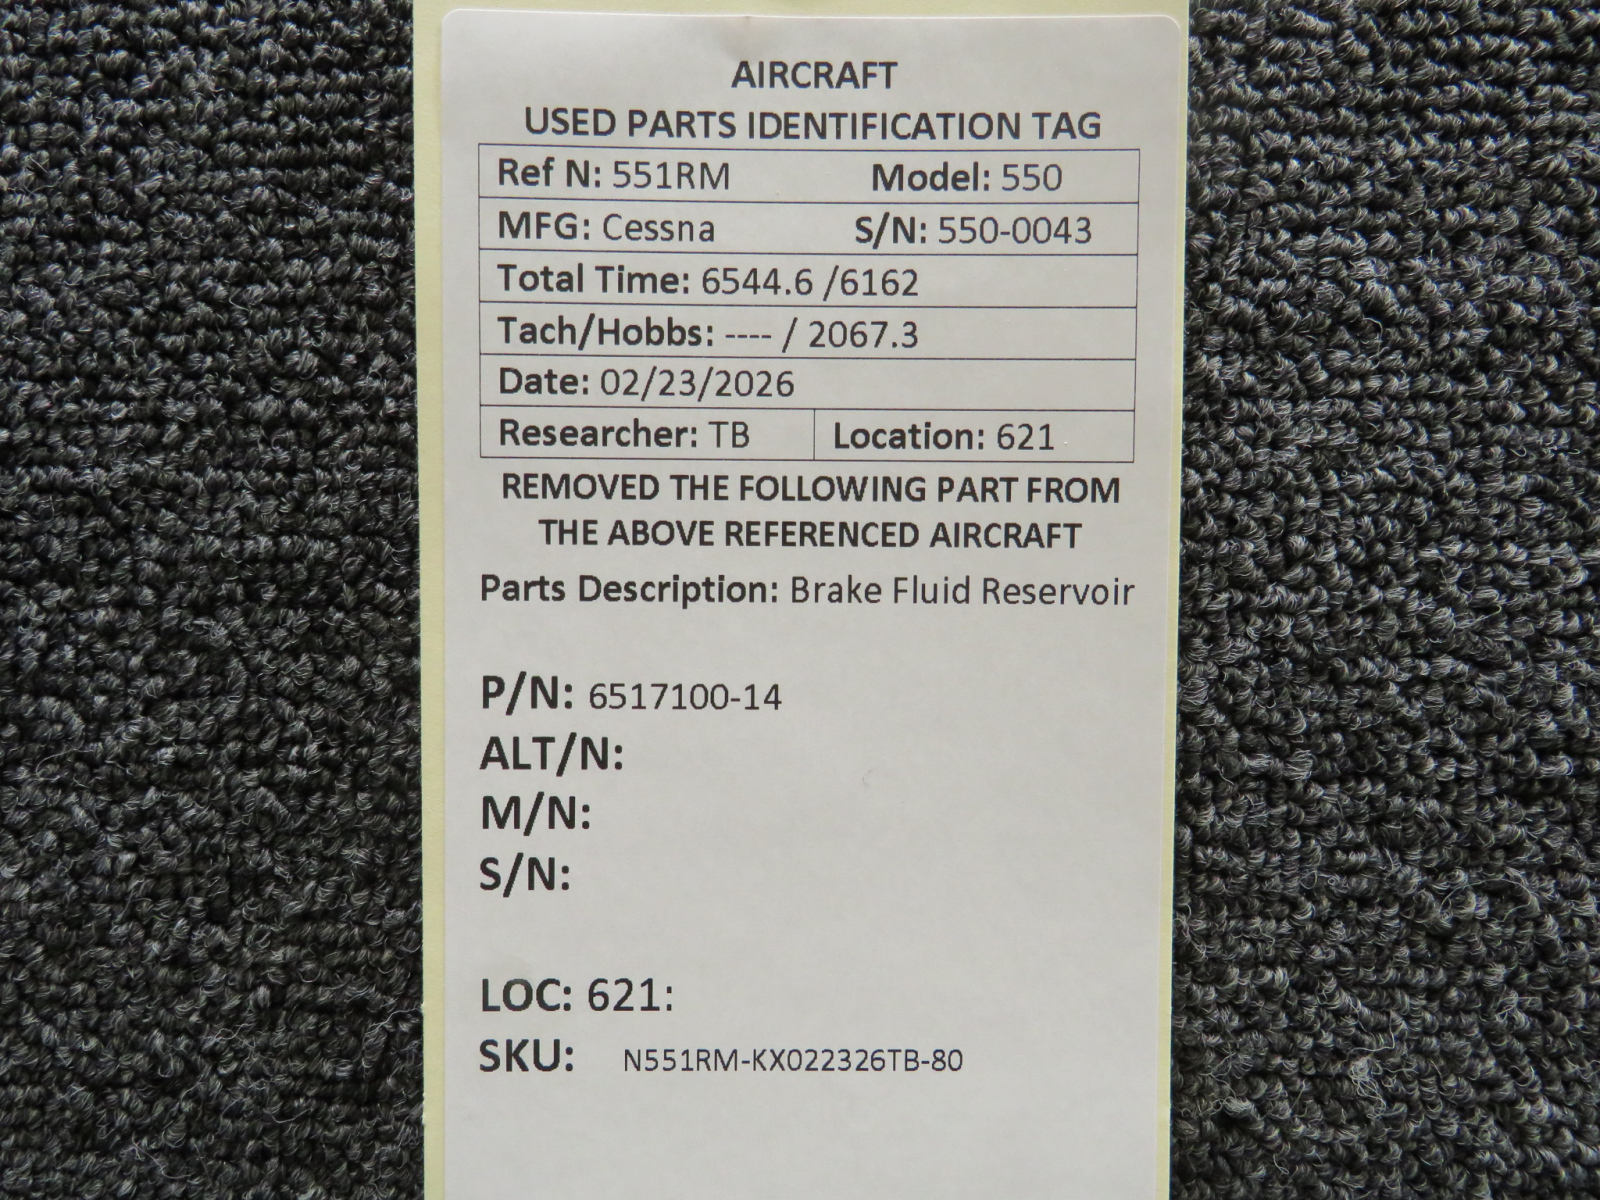 AIRCRAFT
USED PARTS IDENTIFICATION TAG
Ref N: 551RM Model: 550
MFG: Cessna S/N: 550-0043
Total Time: 6544.6 /6162
Tach/Hobbs: ---- / 2067.3
Date: 02/23/2026
Researcher: TB Location: 621
REMOVED THE FOLLOWING PART FROM
THE ABOVE REFERENCED AIRCRAFT
Parts Description: Brake Fluid Reservoir
P/N: 6517100-14
ALT/N:
M/N:
S/N:
LOC: 621:
SKU: N551RM-KX022326TB-80